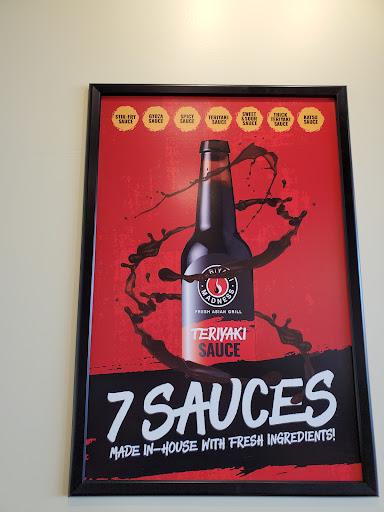 STIR-FRY
SAUCE
GYOZA
SAUCE
SPICY
SAUCE
TERIYAKI
SAUCE
SWEET
& SOUR
SAUCE
THICK
TERIYAKI
SAUCE
KATSU
SAUCE
MADNESS
FRESH ASIAN GRILL
TERIYAKI
SAUCE
7 SAUCES
MADE IN-HOUSE WITH FRESH INGREDIENTS!